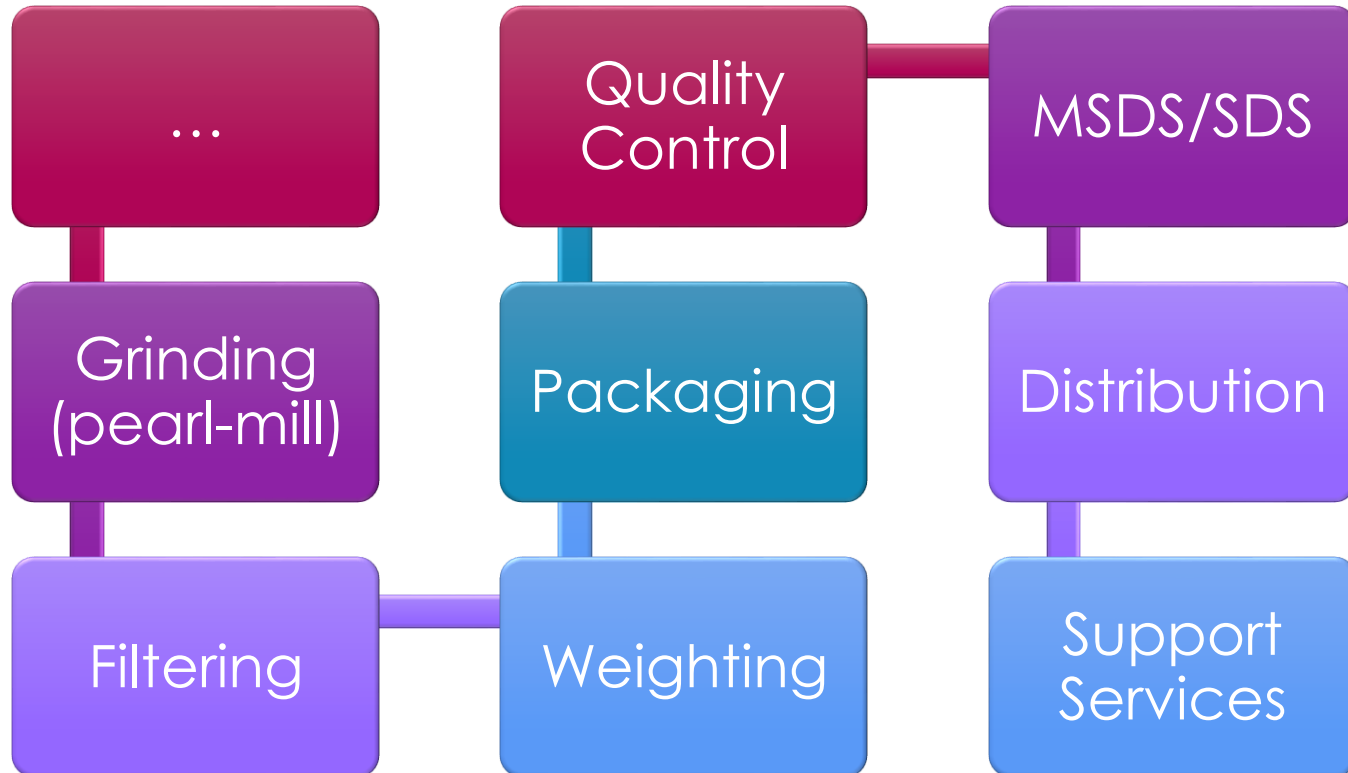 ...
Grinding
(pearl-mill)
Filtering
Weighting
Packaging
Quality
Control
MSDS/SDS
Distribution
Support
Services